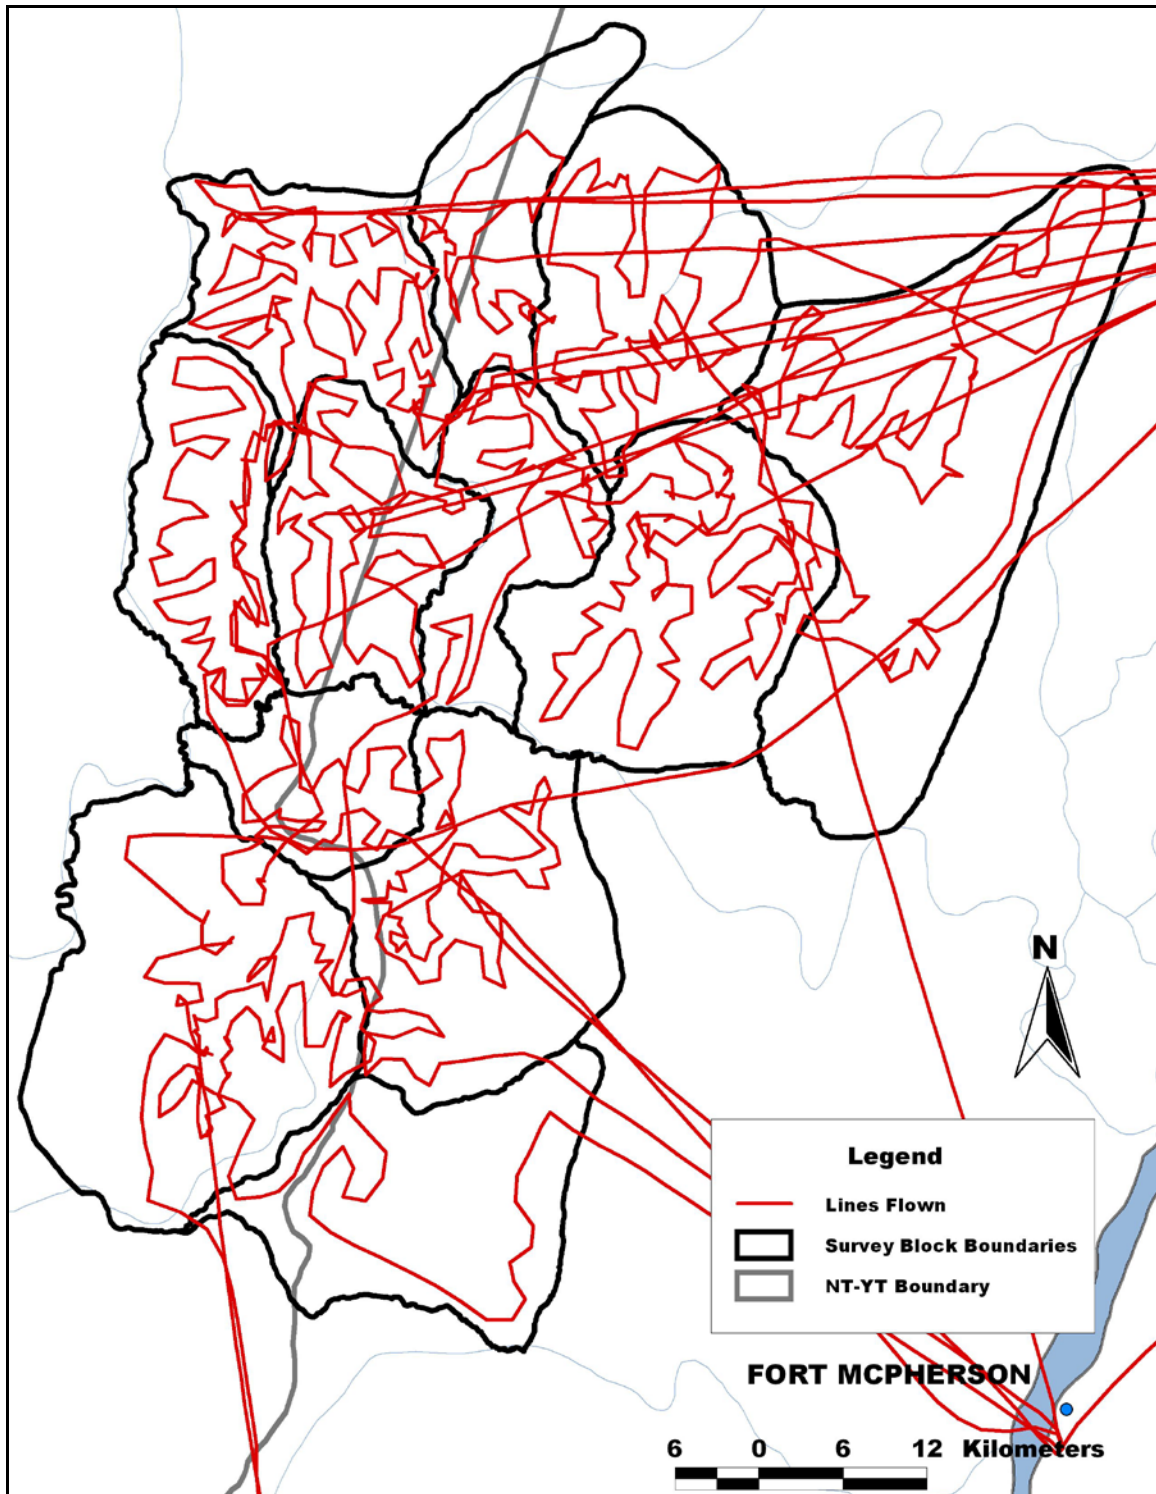 N
Legend
Lines Flown
Survey Block Boundaries
NT-YT Boundary
FORT MCPHERSON
6 0 6 12 Kilometers